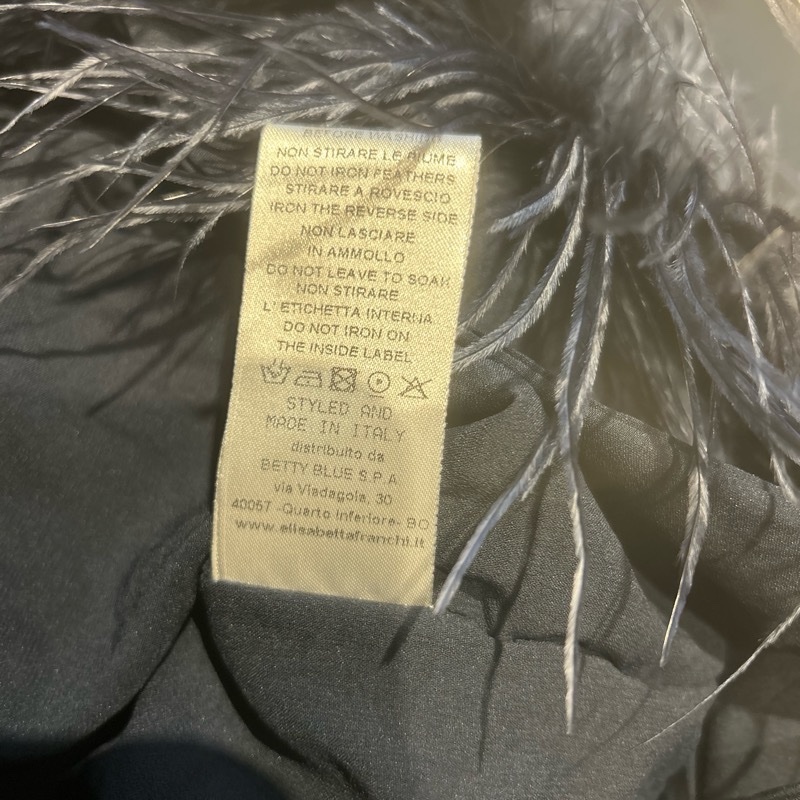 BEFORE WASHING
NON STIRARE LE PIUME
DO NOT IRON FEATHERS
STIRARE A ROVESCIO
IRON THE REVERSE SIDE
NON LASCIARE
IN AMMOLLO
DO NOT LEAVE TO SOAK
NON STIRARE
L'ETICHETTA INTERNA
DO NOT IRON ON
THE INSIDE LABEL
STYLED AND
MADE IN ITALY
distribuito da
BETTY BLUE S.P.A.
via Viadagola, 30
40057 -Quarto Inferiore- BO
www.elisabettafranchi.it